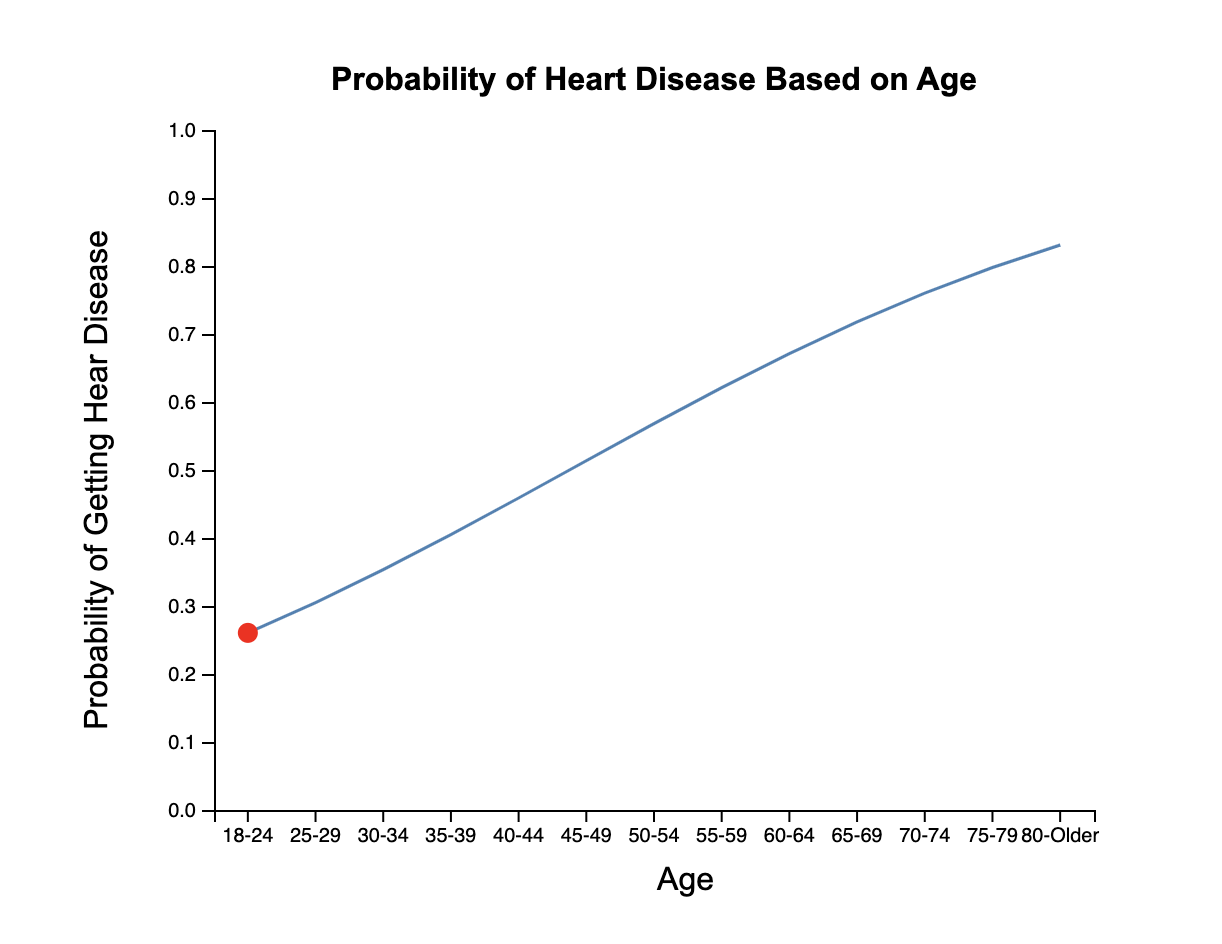 Probability of Heart Disease Based on Age
Probability of Getting Hear Disease
1.0
0.9
0.8
0.7
0.6
0.5
0.4
0.3
0.2
0.1
0.0
18-24 25-29 30-34 35-39 40-44 45-49 50-54 55-59 60-64 65-69 70-74 75-79 80-Older
Age